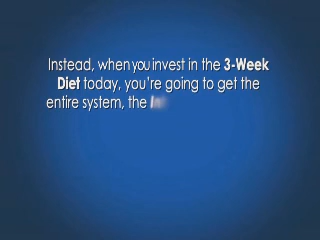 Instead, when you invest in the 3-Week
Diet today, you're going to get the
entire system, the